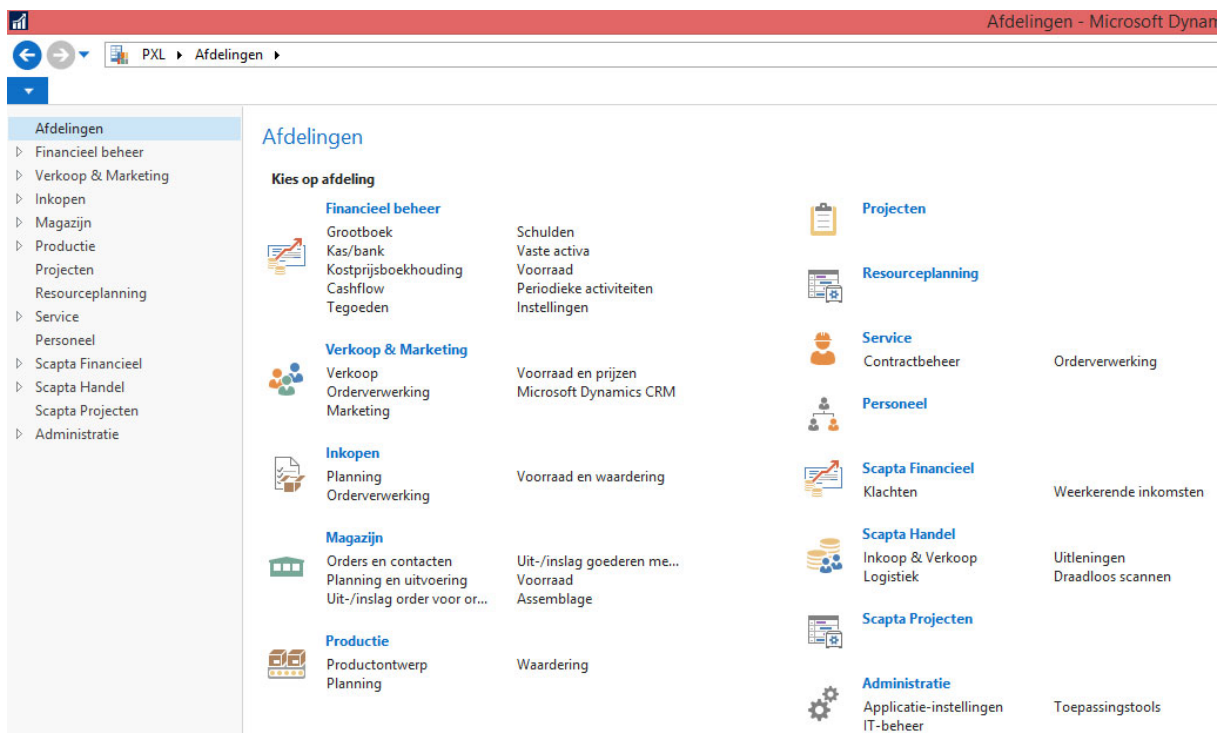 Afdelingen - Microsoft
PXL Afdelingen
Afdelingen
Financieel beheer
Verkoop & Marketing
Inkopen
Magazijn
Productie
Projecten
Resourceplanning
Service
Personeel
Scapta Financieel
Scapta Handel
Scapta Projecten
Administratie
Afdelingen
Kies op afdeling
Financieel beheer
Grootboek Schulden
Kas/bank Vaste activa
Kostprijsboekhouding Voorraad
Cashflow Periodieke activiteiten
Tegoeden Instellingen
Verkoop & Marketing
Verkoop Voorraad en prijzen
Orderverwerking Microsoft Dynamics CRM
Marketing
Inkopen
Planning Voorraad en waardering
Orderverwerking
Magazijn
Orders en contacten Uit-/inslag goederen me...
Planning en uitvoering Voorraad
Uit-/inslag order voor or... Assemblage
Productie
Productontwerp Waardering
Planning
Projecten
Resourceplanning
Service
Contractbeheer Orderverwerking
Personeel
Scapta Financieel
Klachten Weerkerende inkomsten
Scapta Handel
Inkoop & Verkoop Uitleningen
Logistiek Draadloos scannen
Scapta Projecten
Administratie
Applicatie-instellingen Toepassingstools
IT-beheer